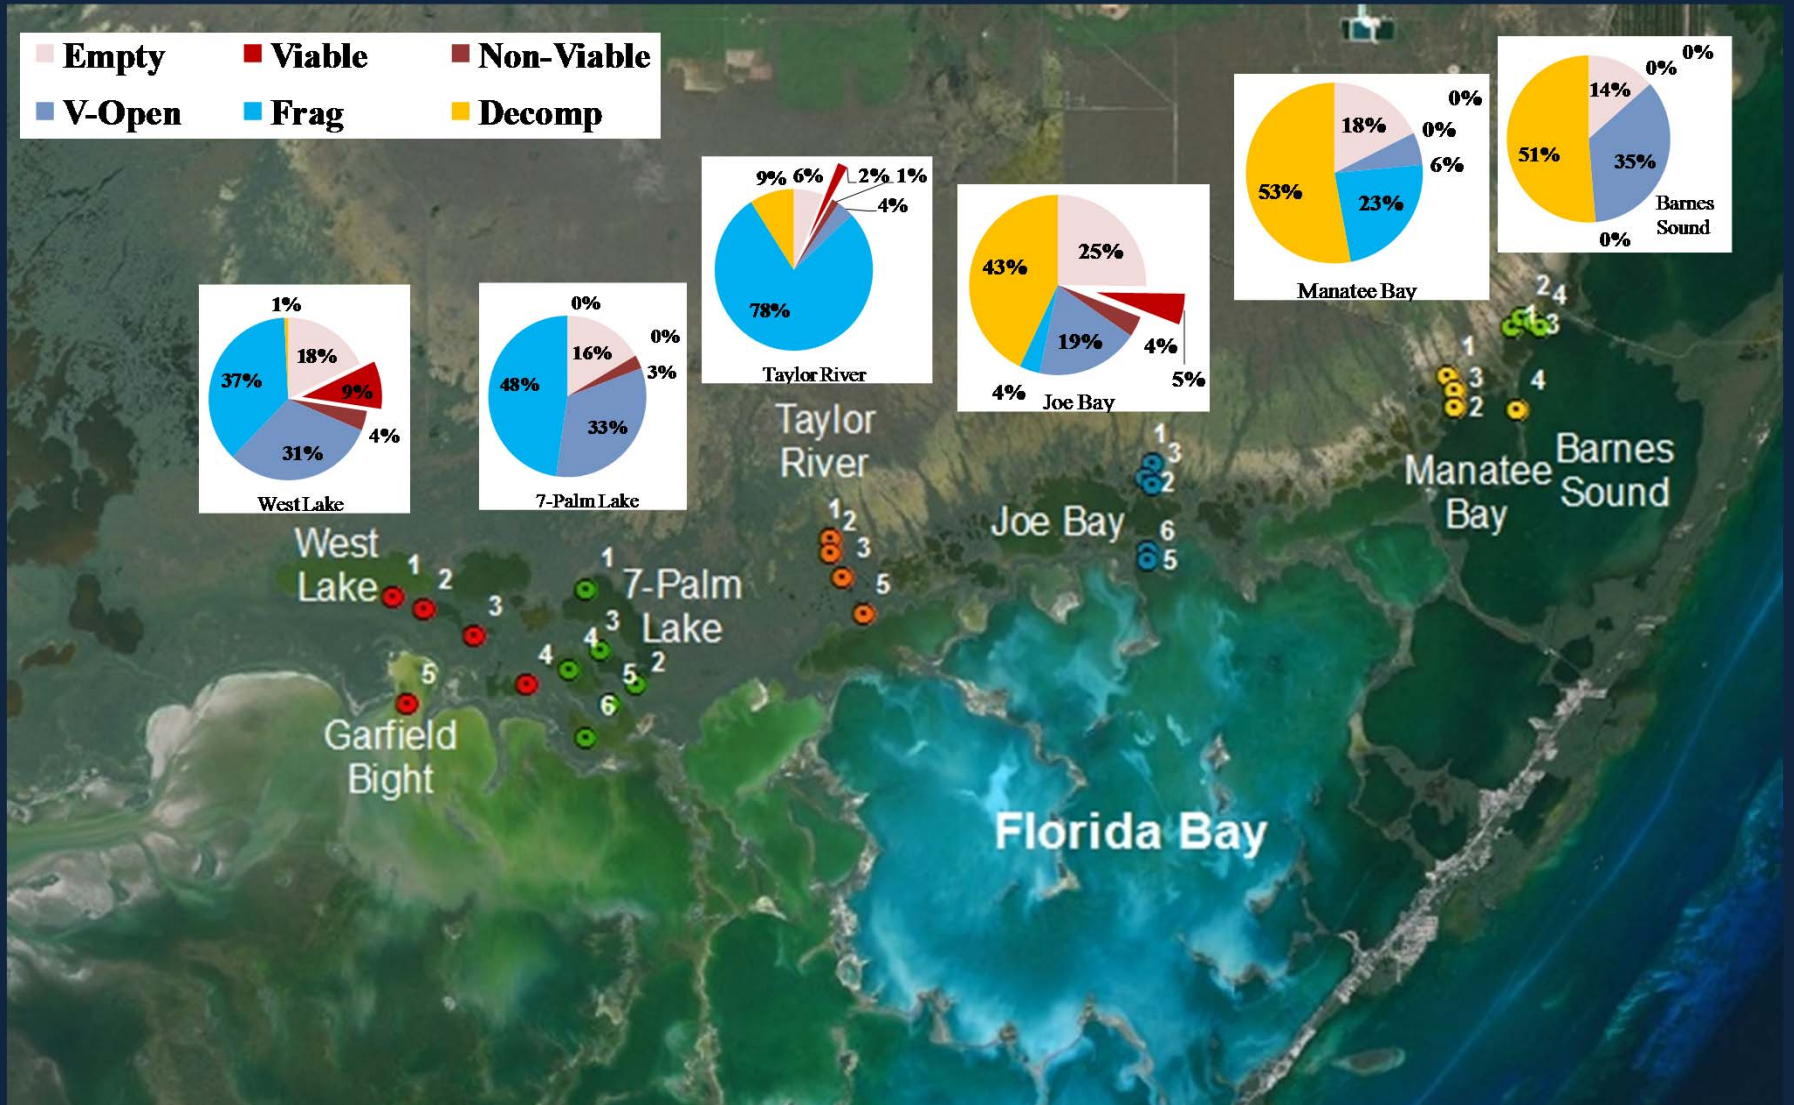 Empty Viable Non-Viable
V-Open Frag Decomp
1%
18%
37%
9%
4%
31%
West Lake
0%
0%
16%
3%
48%
33%
7-Palm Lake
9% 6% 2% 1%
4%
78%
Taylor River
25%
43%
19%
4%
5%
4%
Joe Bay
0%
18%
0%
6%
53%
23%
Manatee Bay
0%
0%
14%
51%
35%
Barnes
Sound
0%
West
Lake
1
2
3
4
5
Garfield
Bight
1
7-Palm
Lake
3
4
2
5
6
Taylor
River
1
2
3
5
Joe Bay
1
3
2
6
5
1
3
2
4
Manatee
Bay
2
4
1
3
Barnes
Sound
Florida Bay